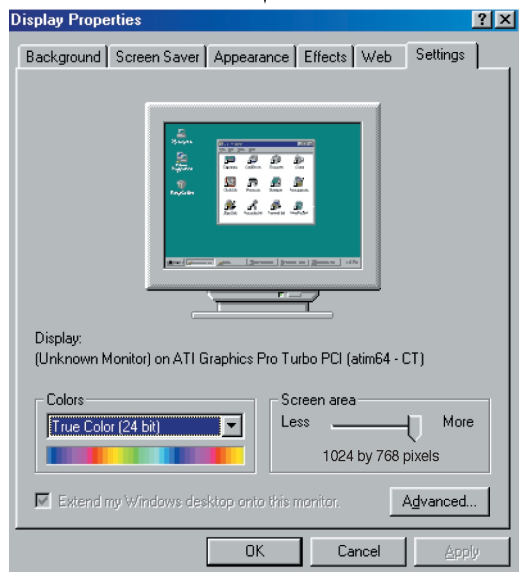 Display Properties
Background Screen Saver Appearance Effects Web Settings
Display:
(Unknown Monitor) on ATI Graphics Pro Turbo PCI (atim64 - CT)
Colors
True Color (24 bit)
Screen area
Less More
1024 by 768 pixels
Extend my Windows desktop onto this monitor.
Advanced...
OK Cancel Apply